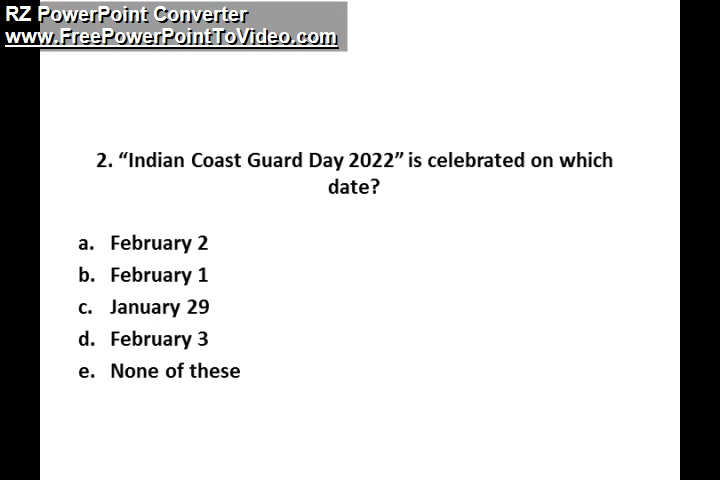 RZ PowerPoint Converter
www.FreePowerPointToVideo.com
2. “Indian Coast Guard Day 2022” is celebrated on which
date?
a. February 2
b. February 1
c. January 29
d. February 3
e. None of these